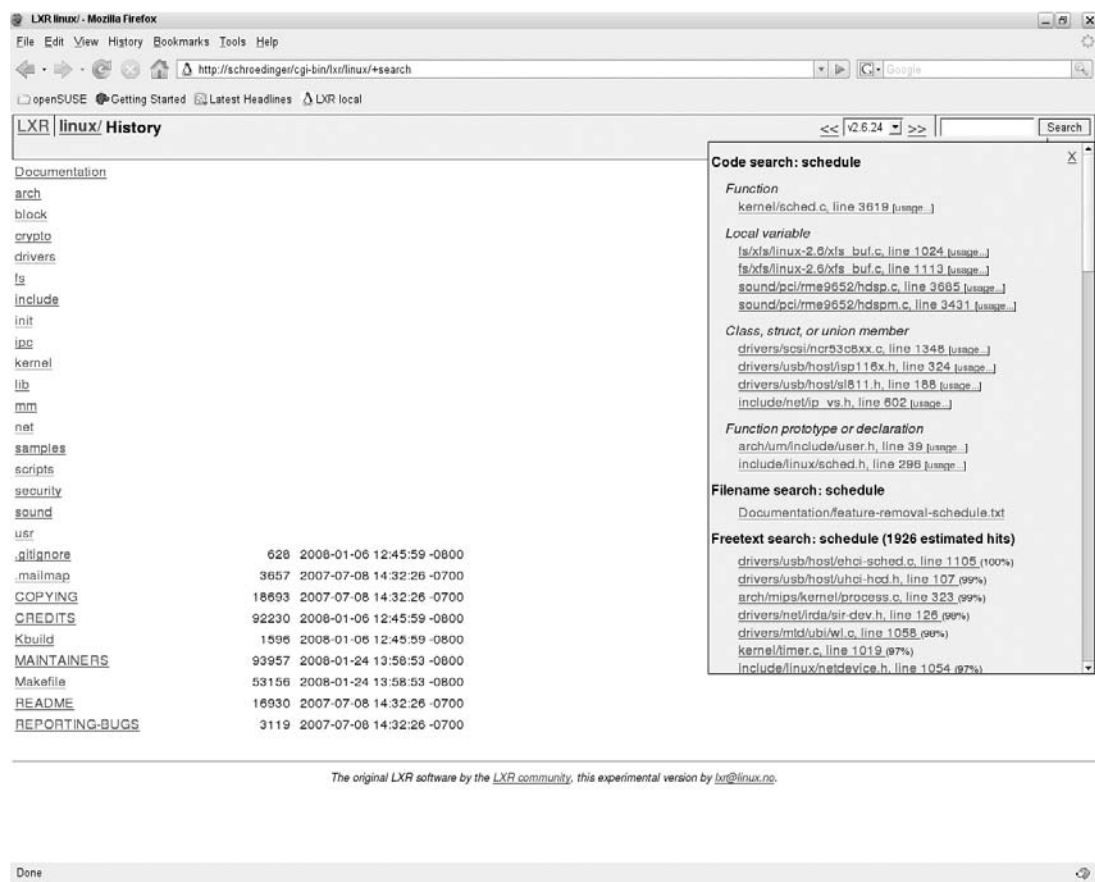 LXR linux/ - Mozilla Firefox
File Edit View History Bookmarks Tools Help
http://schroedinger/cgi-bin/lxr/linux/+search
Google
openSUSE Getting Started Latest Headlines LXR local
LXR linux/ History
<< v2.6.24 >> Search
Documentation
arch
block
crypto
drivers
fs
include
init
ipc
kernel
lib
mm
net
samples
scripts
security
sound
usr
.gitignore 628 2008-01-06 12:45:59 -0800
.mailmap 3657 2007-07-08 14:32:26 -0700
COPYING 18693 2007-07-08 14:32:26 -0700
CREDITS 92230 2008-01-06 12:45:59 -0800
Kbuild 1596 2008-01-06 12:45:59 -0800
MAINTAINERS 93957 2008-01-24 13:58:53 -0800
Makefile 53156 2008-01-24 13:58:53 -0800
README 16930 2007-07-08 14:32:26 -0700
REPORTING-BUGS 3119 2007-07-08 14:32:26 -0700
X
Code search: schedule
Function
kernel/sched.c, line 3619 [usage...]
Local variable
fs/xfs/linux-2.6/xfs_buf.c, line 1024 [usage...]
fs/xfs/linux-2.6/xfs_buf.c, line 1113 [usage...]
sound/pci/rme9652/hdsp.c, line 3685 [usage...]
sound/pci/rme9652/hdspm.c, line 3431 [usage...]
Class, struct, or union member
drivers/scsi/ncr53c8xx.c, line 1348 [usage...]
drivers/usb/host/isp116x.h, line 324 [usage...]
drivers/usb/host/sl811.h, line 188 [usage...]
include/net/ip_vs.h, line 602 [usage...]
Function prototype or declaration
arch/um/include/user.h, line 39 [usage...]
include/linux/sched.h, line 296 [usage...]
Filename search: schedule
Documentation/feature-removal-schedule.txt
Freetext search: schedule (1926 estimated hits)
drivers/usb/host/ehci-sched.c, line 1105 (100%)
drivers/usb/host/uhci-hcd.h, line 107 (99%)
arch/mips/kernel/process.c, line 323 (99%)
drivers/net/irda/sir-dev.h, line 126 (98%)
drivers/mtd/ubi/wl.c, line 1058 (98%)
kernel/timer.c, line 1019 (97%)
include/linux/netdevice.h, line 1054 (97%)
The original LXR software by the LXR community, this experimental version by lxr@linux.no.
Done